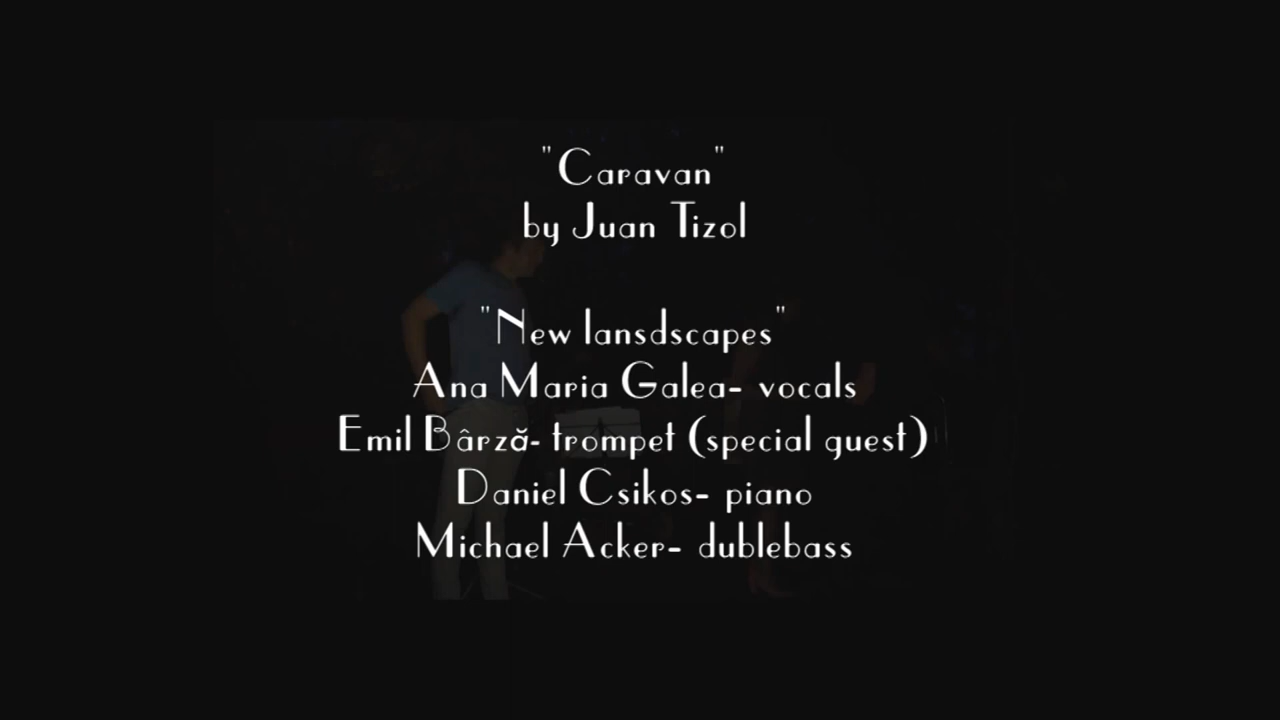 "Caravan"
by Juan Tizol
"New lansdscapes"
Ana Maria Galea- vocals
Emil Bârză- trompet (special guest)
Daniel Csikos- piano
Michael Acker- dublebass